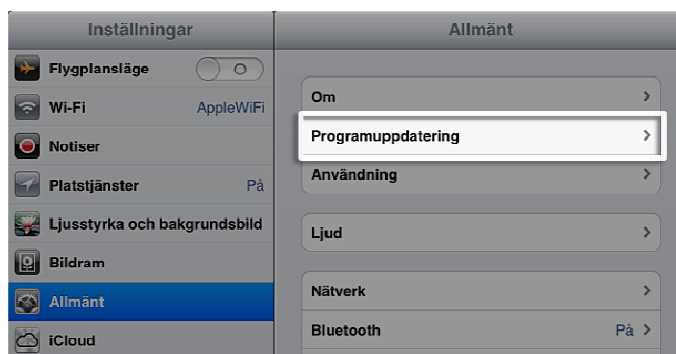 Inställningar
Flygplansläge
Wi-Fi AppleWiFi
Notiser
Platstjänster På
Ljusstyrka och bakgrundsbild
Bildram
Allmänt
iCloud
Allmänt
Om
Programuppdatering
Användning
Ljud
Nätverk
Bluetooth På